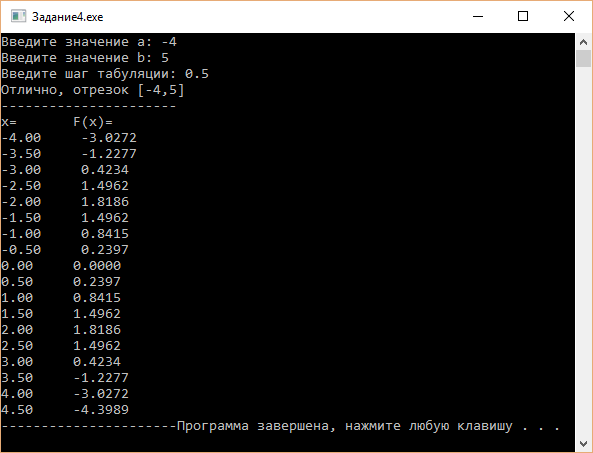 Задание4.exe
Введите значение a: -4
Введите значение b: 5
Введите шаг табуляции: 0.5
Отлично, отрезок [-4,5]
----------------------
x=       F(x)=
-4.00     -3.0272
-3.50     -1.2277
-3.00     0.4234
-2.50     1.4962
-2.00     1.8186
-1.50     1.4962
-1.00     0.8415
-0.50     0.2397
0.00     0.0000
0.50     0.2397
1.00     0.8415
1.50     1.4962
2.00     1.8186
2.50     1.4962
3.00     0.4234
3.50     -1.2277
4.00     -3.0272
4.50     -4.3989
----------------------Программа завершена, нажмите любую клавишу . . .